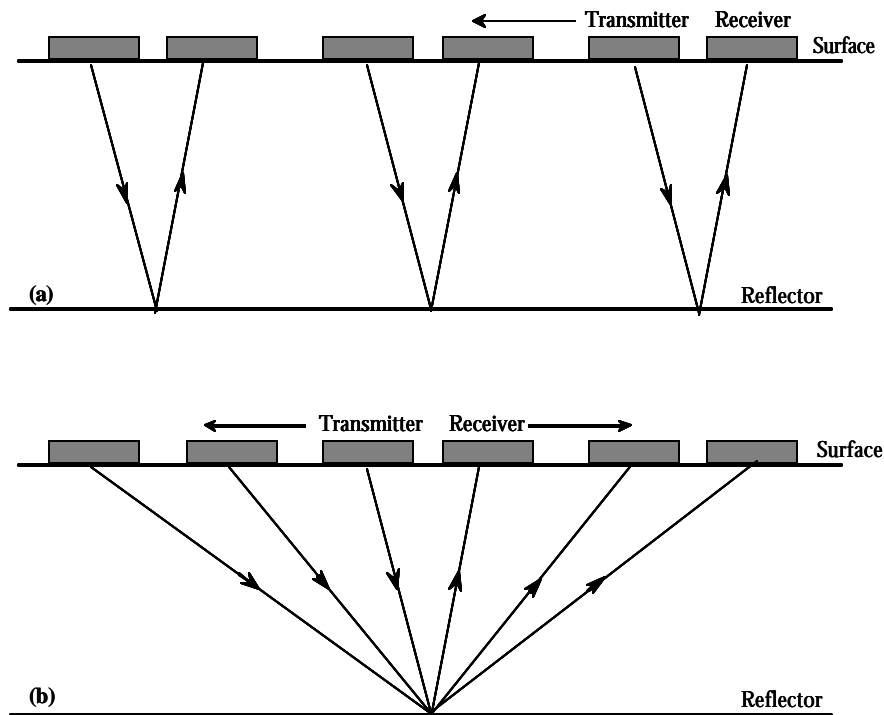 Transmitter Receiver
Surface
(a) Reflector
Transmitter Receiver
Surface
(b) Reflector